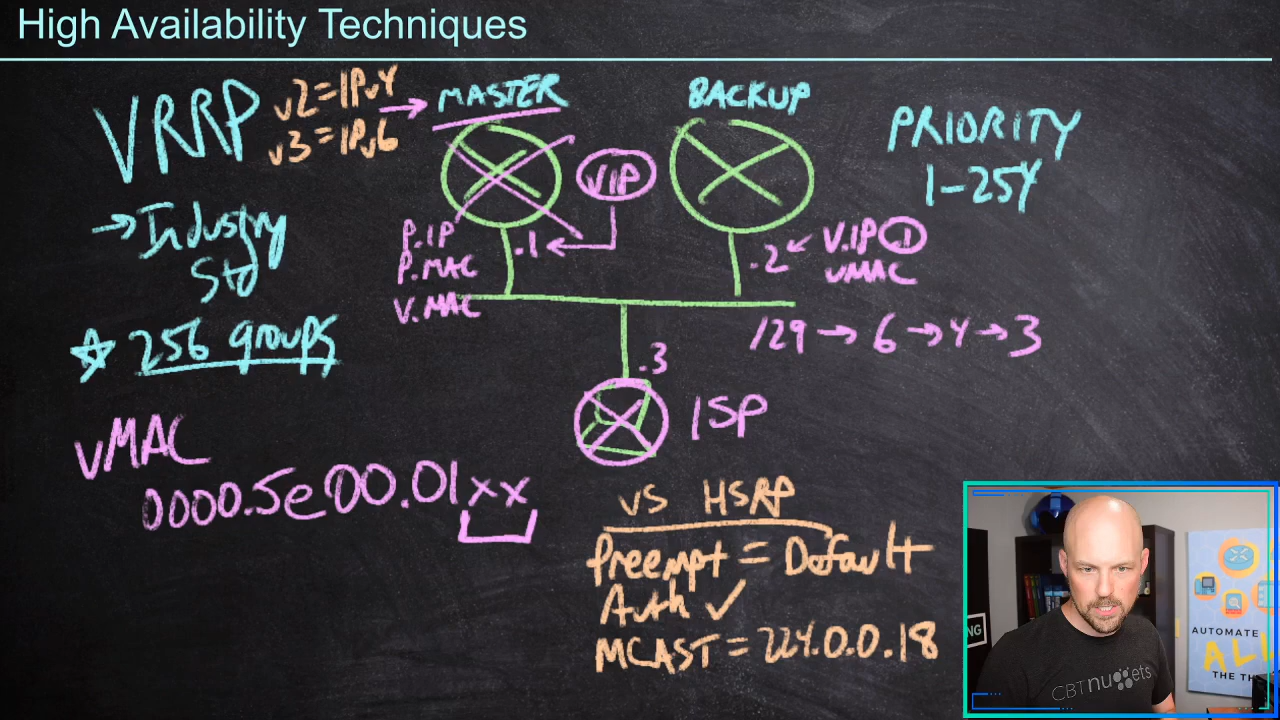 High Availability Techniques
VRRP
v2=IPv4
v3=IPv6
→ MASTER
BACKUP
PRIORITY
1-254
→ Industry
Std
VIP
P.IP
P.MAC
V.MAC
.1
.2
V.IP .1
vMAC
☆ 256 groups
129 → 6 → 4 → 3
.3
ISP
vMAC
0000.5e00.01xx
vs HSRP
Preempt = Default
Auth ✓
MCAST = 224.0.0.18
NG
CBTnuggets
AUTOMATE
ALL
THE TH